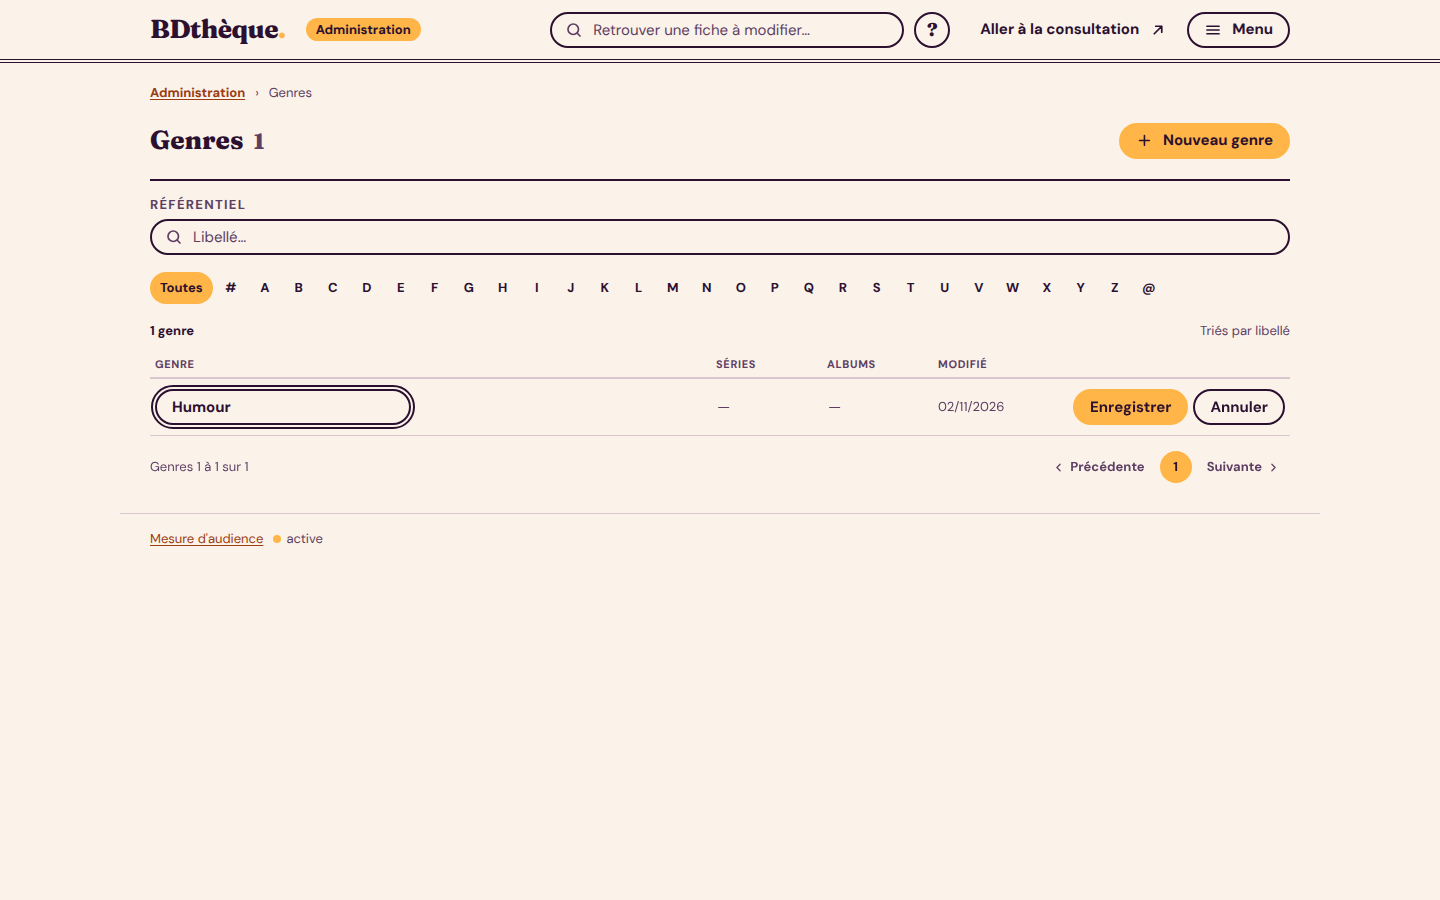 BDthèque. Administration Retrouver une fiche à modifier… ? Aller à la consultation Menu
Administration › Genres
Genres 1 Nouveau genre
RÉFÉRENTIEL
Libellé…
Toutes # A B C D E F G H I J K L M N O P Q R S T U V W X Y Z @
1 genre Triés par libellé
GENRE SÉRIES ALBUMS MODIFIÉ
Humour — — 02/11/2026 Enregistrer Annuler
Genres 1 à 1 sur 1 Précédente 1 Suivante
Mesure d'audience active